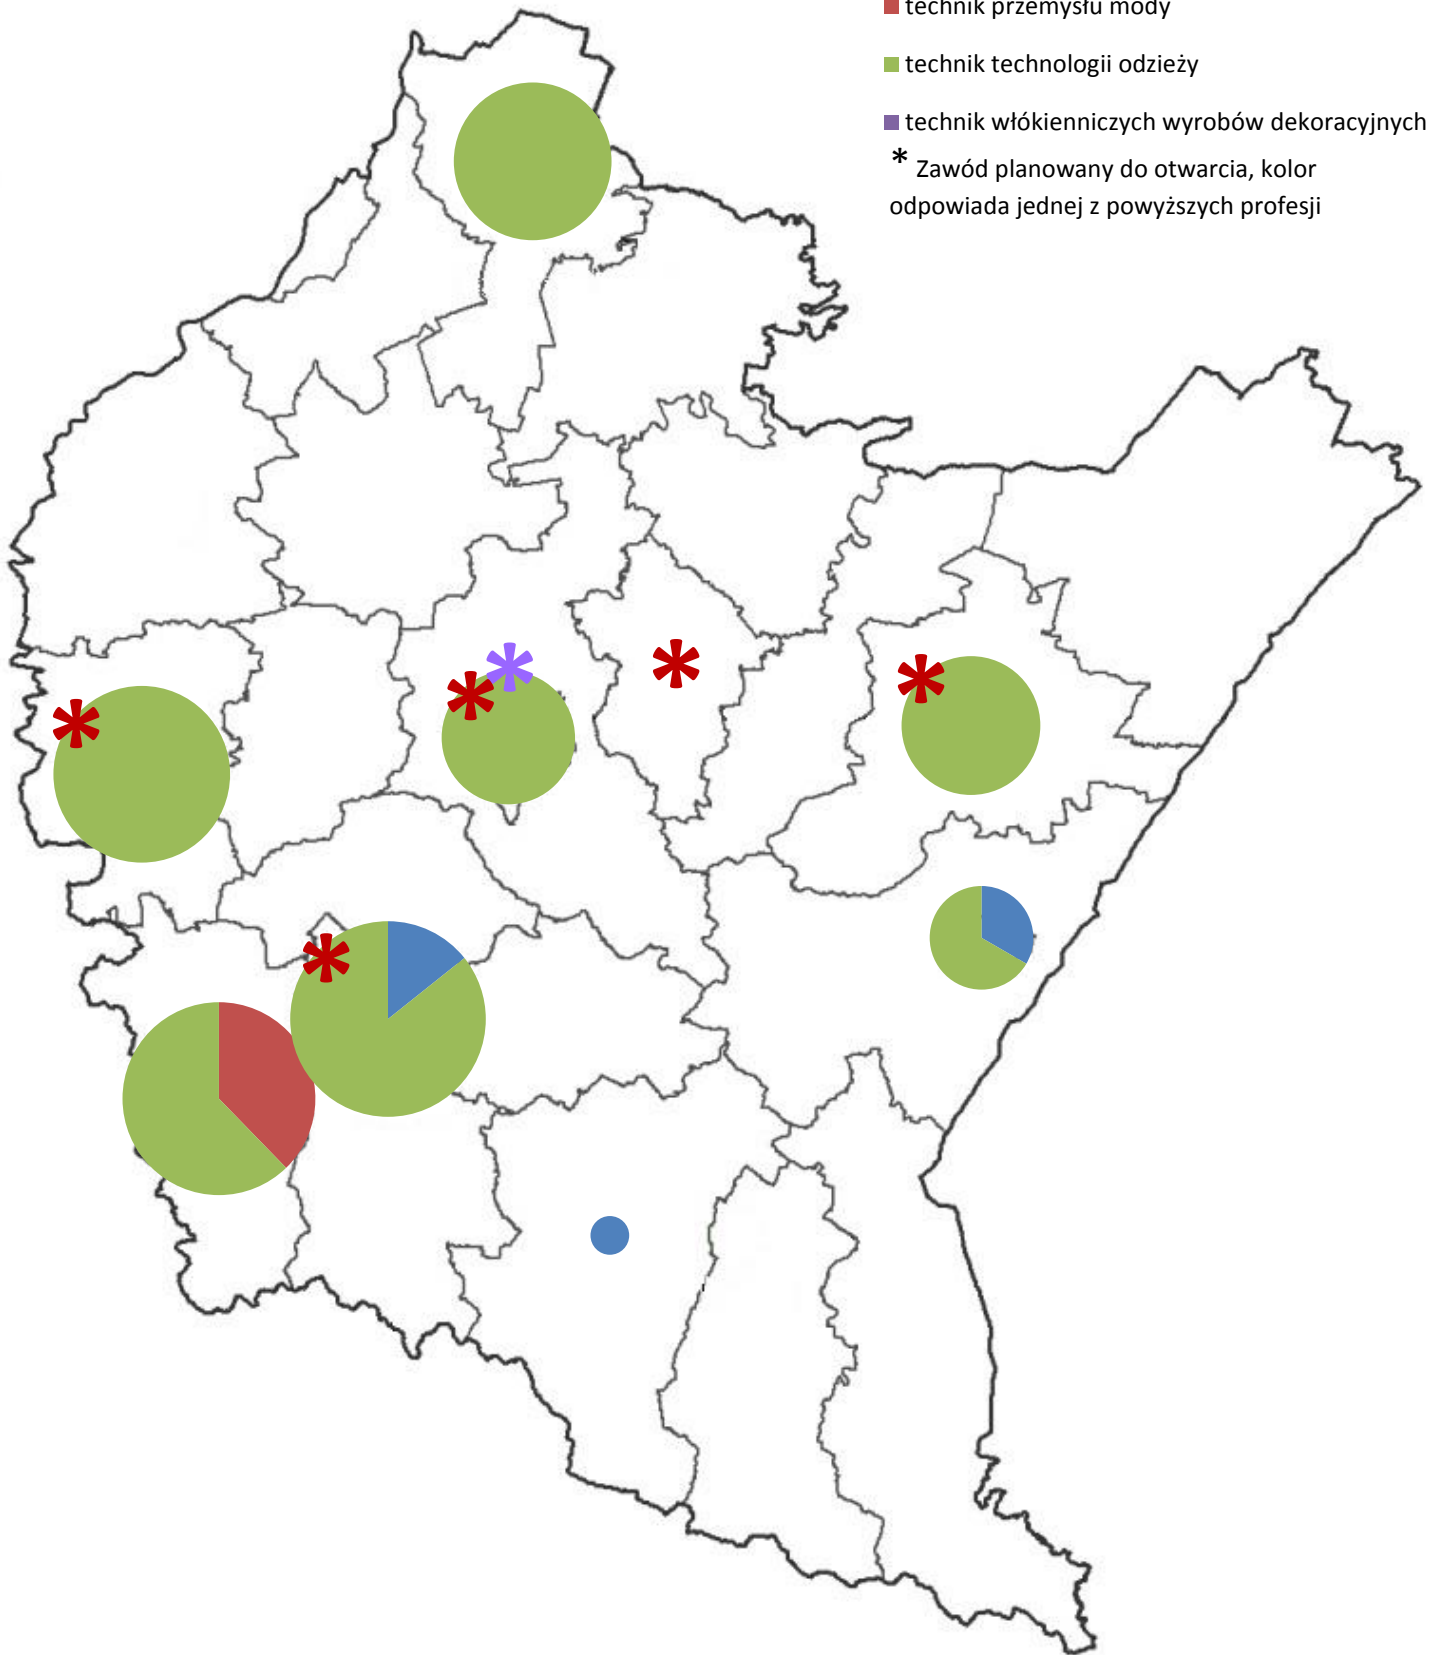 technik przemysłu mody
technik technologii odzieży
technik włókienniczych wyrobów dekoracyjnych
* Zawód planowany do otwarcia, kolor
odpowiada jednej z powyższych profesji